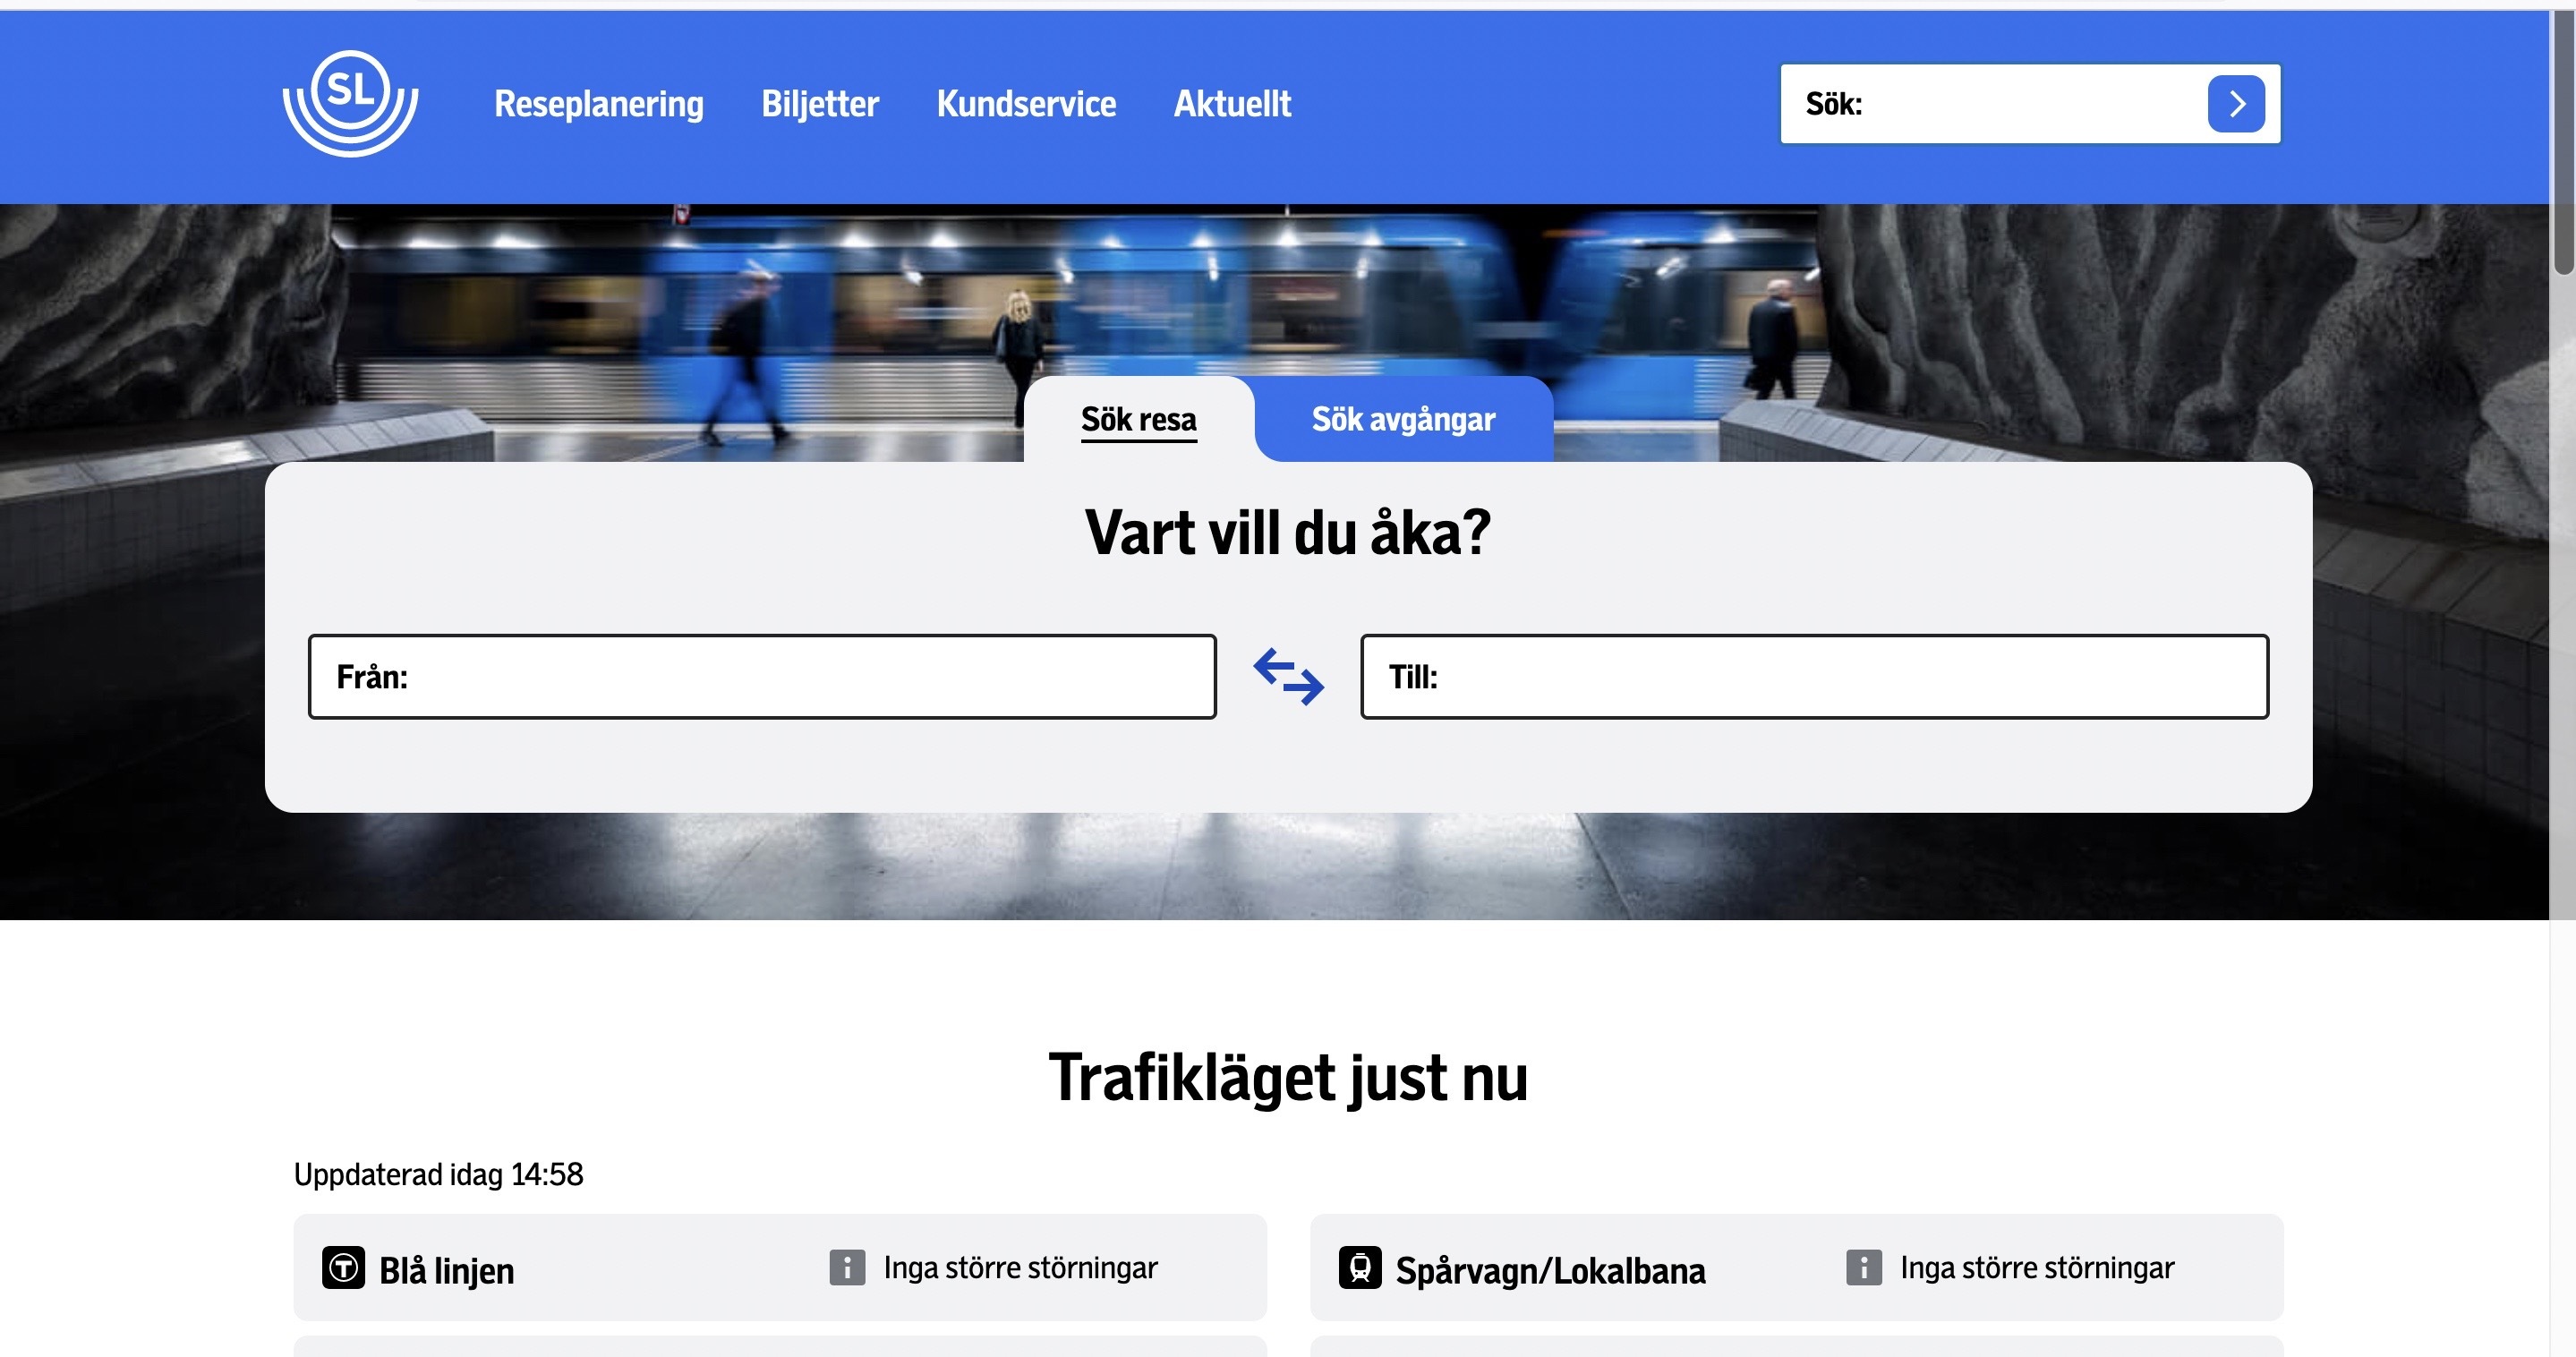 SL
Reseplanering
Biljetter
Kundservice
Aktuellt
Sök:
Sök resa
Sök avgångar
Vart vill du åka?
Från:
Till:
Trafikläget just nu
Uppdaterad idag 14:58
Blå linjen
Inga större störningar
Spårvagn/Lokalbana
Inga större störningar